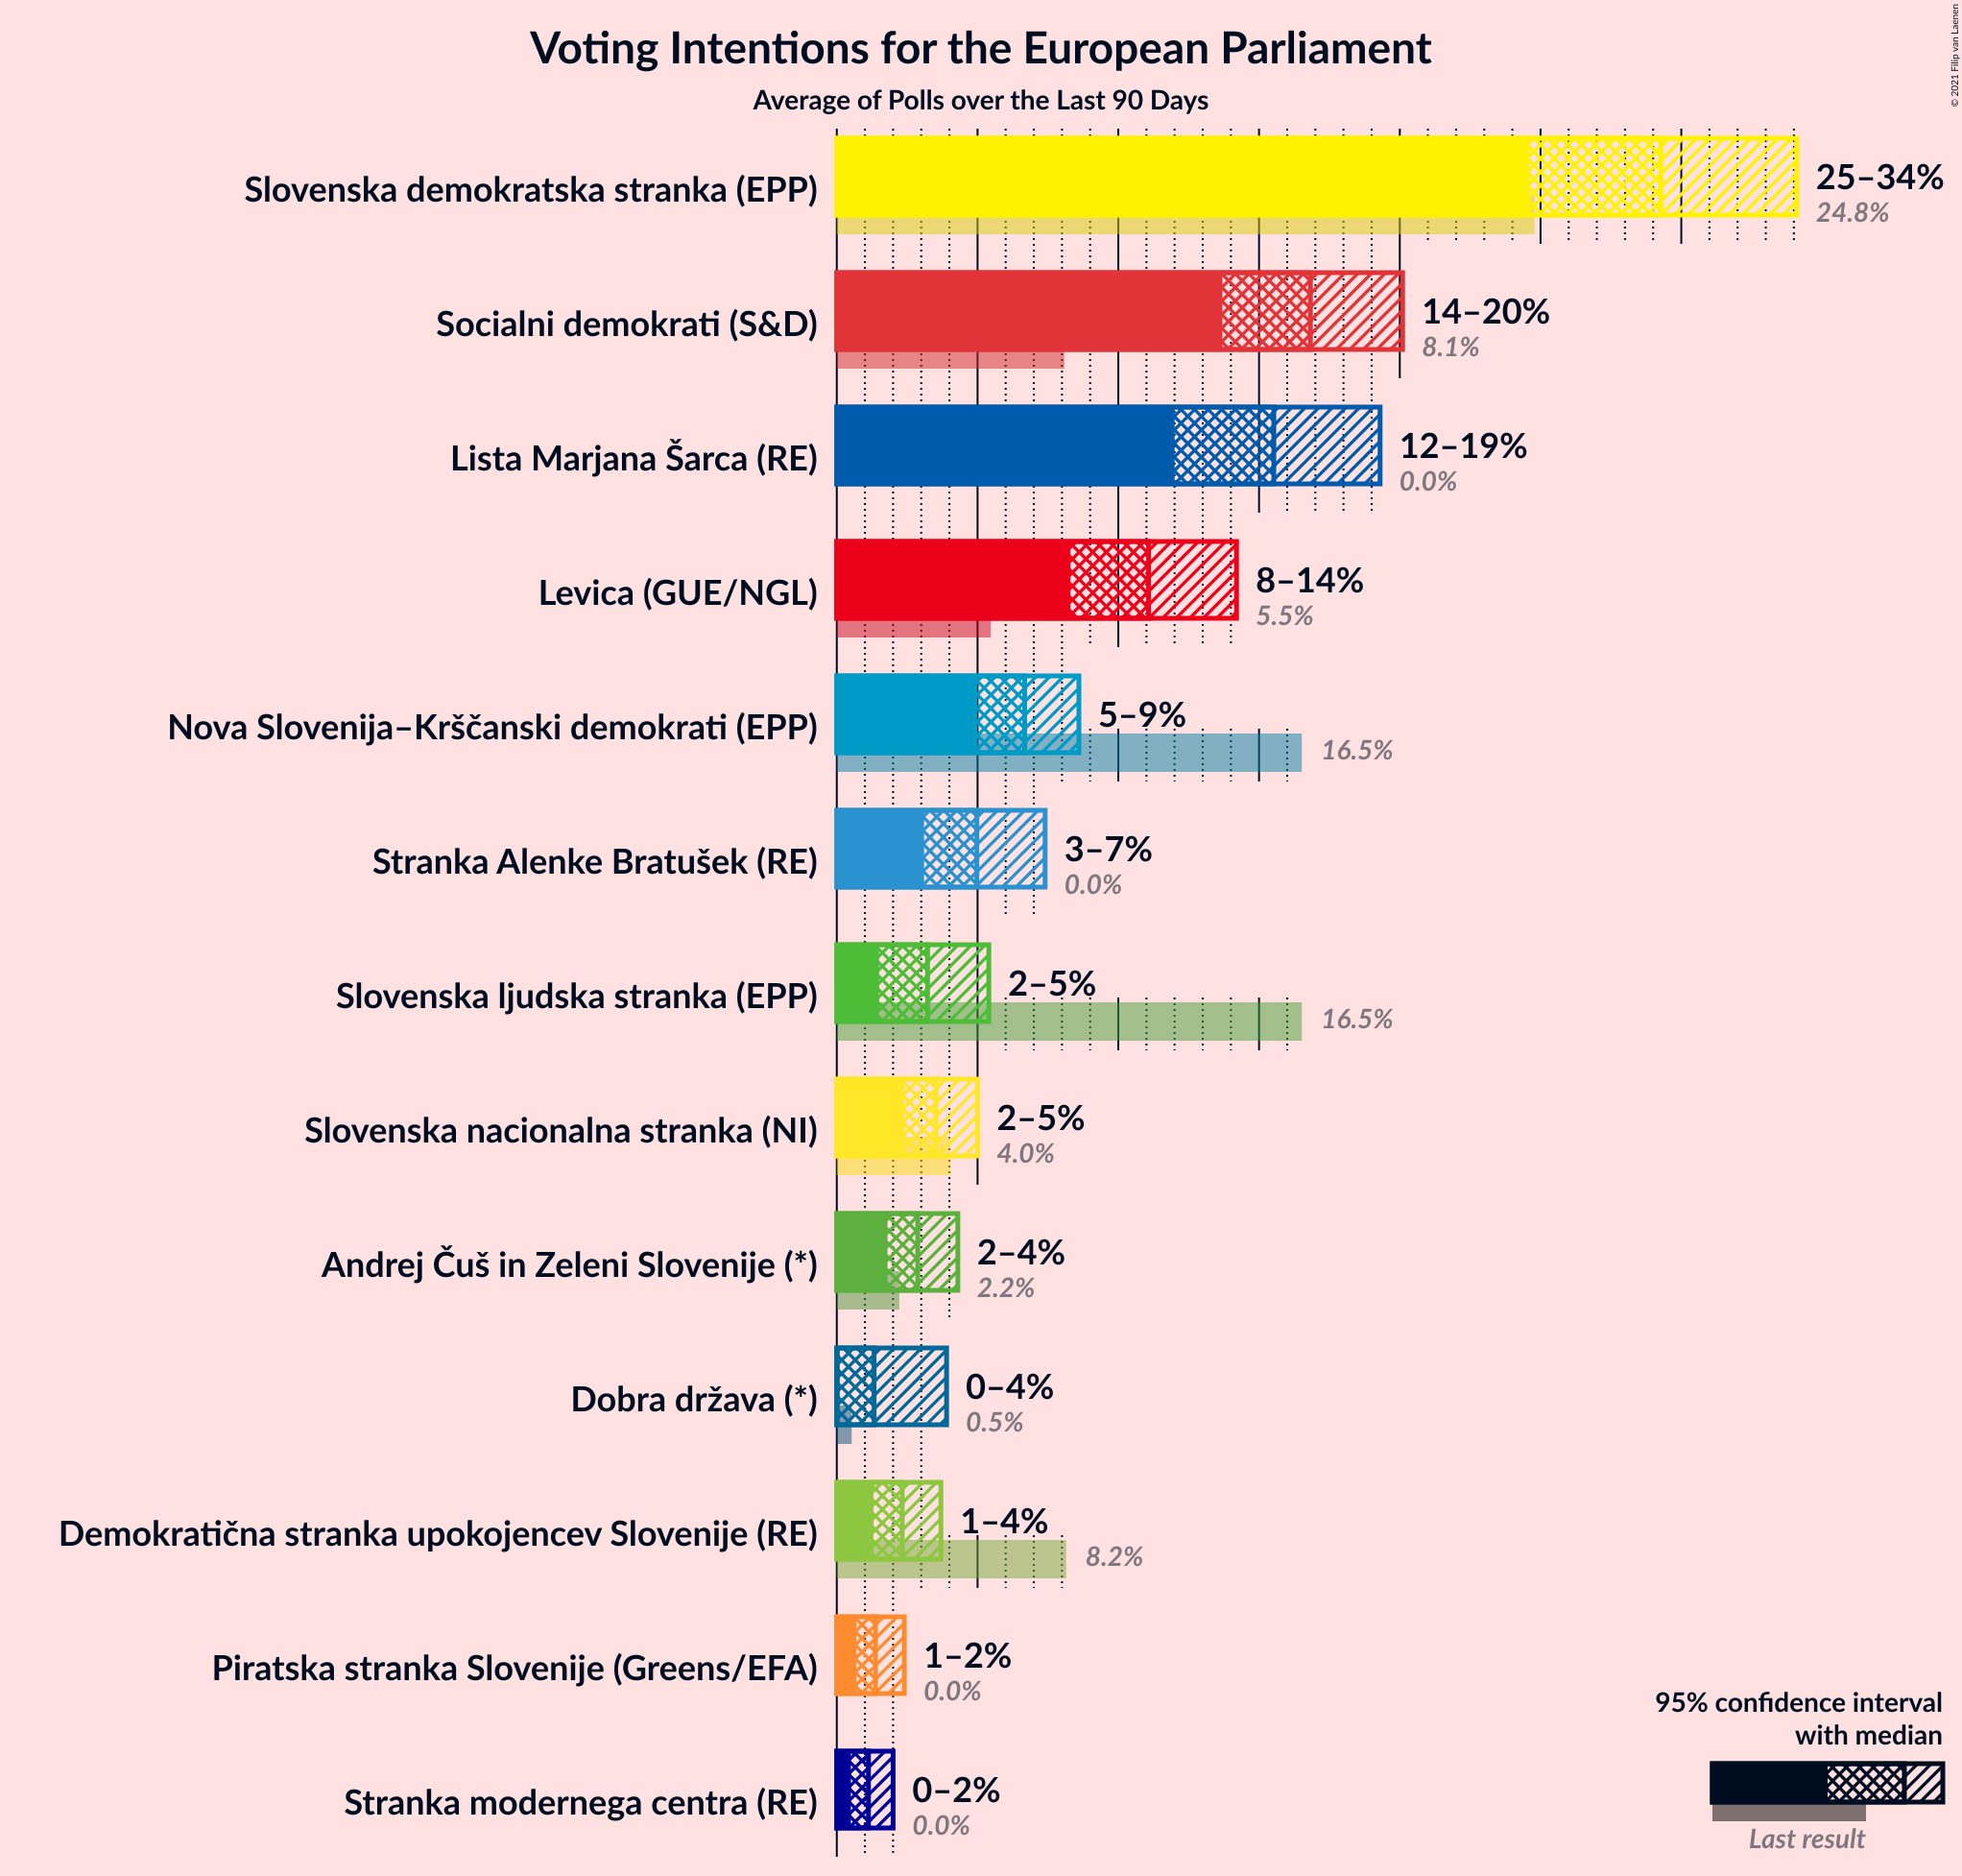 Voting Intentions for the European Parliament
Average of Polls over the Last 90 Days
© 2021 Filip van Laenen
Slovenska demokratska stranka (EPP)
25–34%
24.8%
Socialni demokrati (S&D)
14–20%
8.1%
Lista Marjana Šarca (RE)
12–19%
0.0%
Levica (GUE/NGL)
8–14%
5.5%
Nova Slovenija–Krščanski demokrati (EPP)
5–9%
16.5%
Stranka Alenke Bratušek (RE)
3–7%
0.0%
Slovenska ljudska stranka (EPP)
2–5%
16.5%
Slovenska nacionalna stranka (NI)
2–5%
4.0%
Andrej Čuš in Zeleni Slovenije (*)
2–4%
2.2%
Dobra država (*)
0–4%
0.5%
Demokratična stranka upokojencev Slovenije (RE)
1–4%
8.2%
Piratska stranka Slovenije (Greens/EFA)
1–2%
0.0%
Stranka modernega centra (RE)
0–2%
0.0%
95% confidence interval
with median
Last result